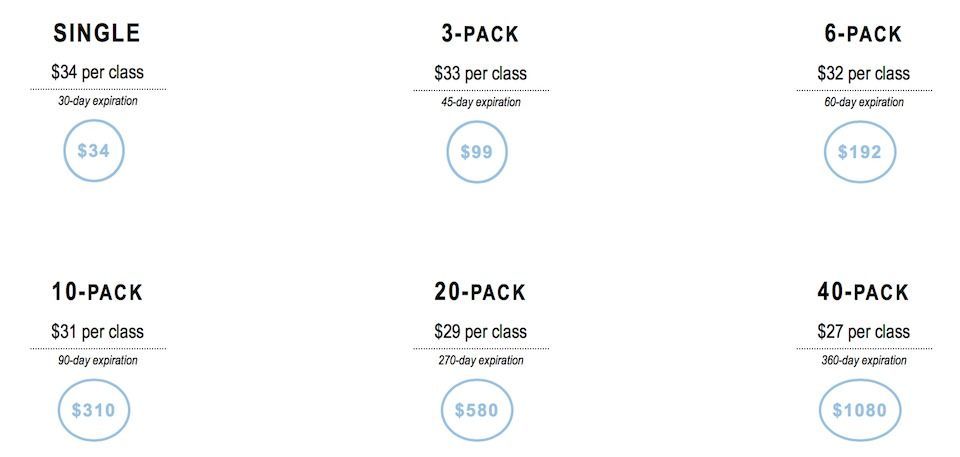 SINGLE
$34 per class
30-day expiration
$34
3-PACK
$33 per class
45-day expiration
$99
6-PACK
$32 per class
60-day expiration
$192
10-PACK
$31 per class
90-day expiration
$310
20-PACK
$29 per class
270-day expiration
$580
40-PACK
$27 per class
360-day expiration
$1080